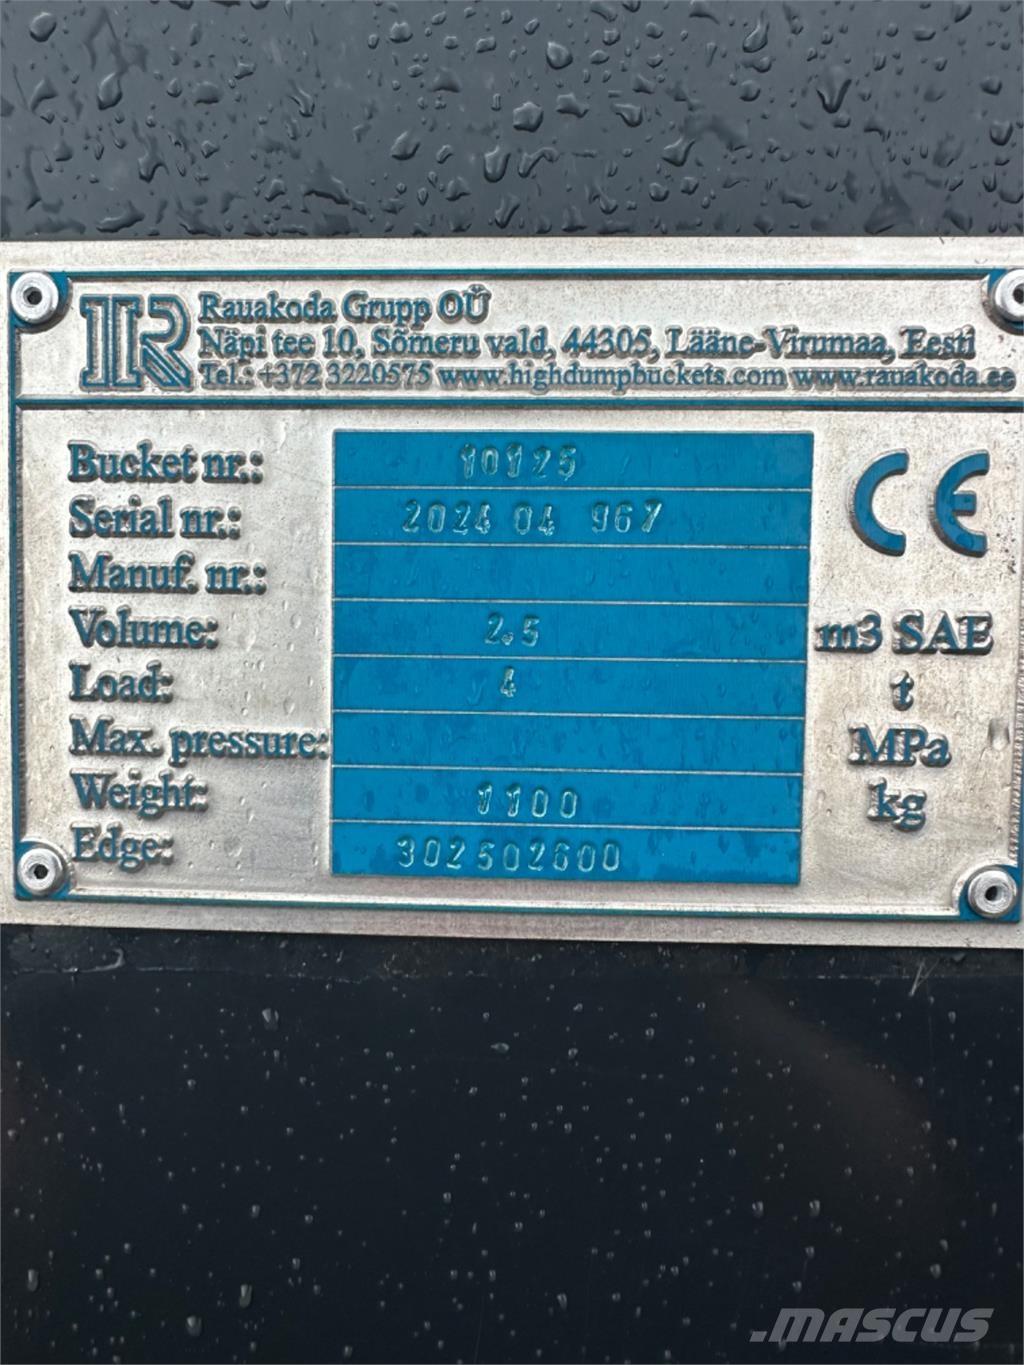 R
Rauakoda Grupp OÜ
Näpi tee 10, Sõmeru vald, 44305, Lääne-Virumaa, Eesti
Tel.: +372 3220575 www.highdumpbuckets.com www.rauakoda.ee
Bucket nr.: 10125
Serial nr.: 2024 04 967
Manuf. nr.:
Volume: 2.5 m3 SAE
Load: 4 t
Max. pressure: MPa
Weight: 1100 kg
Edge: 302502600
CE
.MASCUS